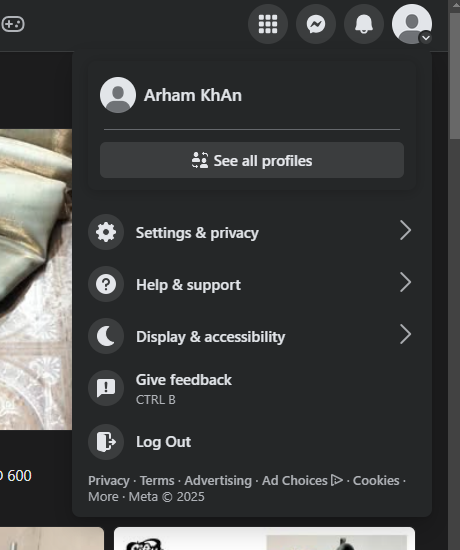 Arham KhAn
See all profiles
Settings & privacy
Help & support
Display & accessibility
Give feedback
CTRL B
Log Out
600
Privacy · Terms · Advertising · Ad Choices · Cookies ·
More · Meta © 2025